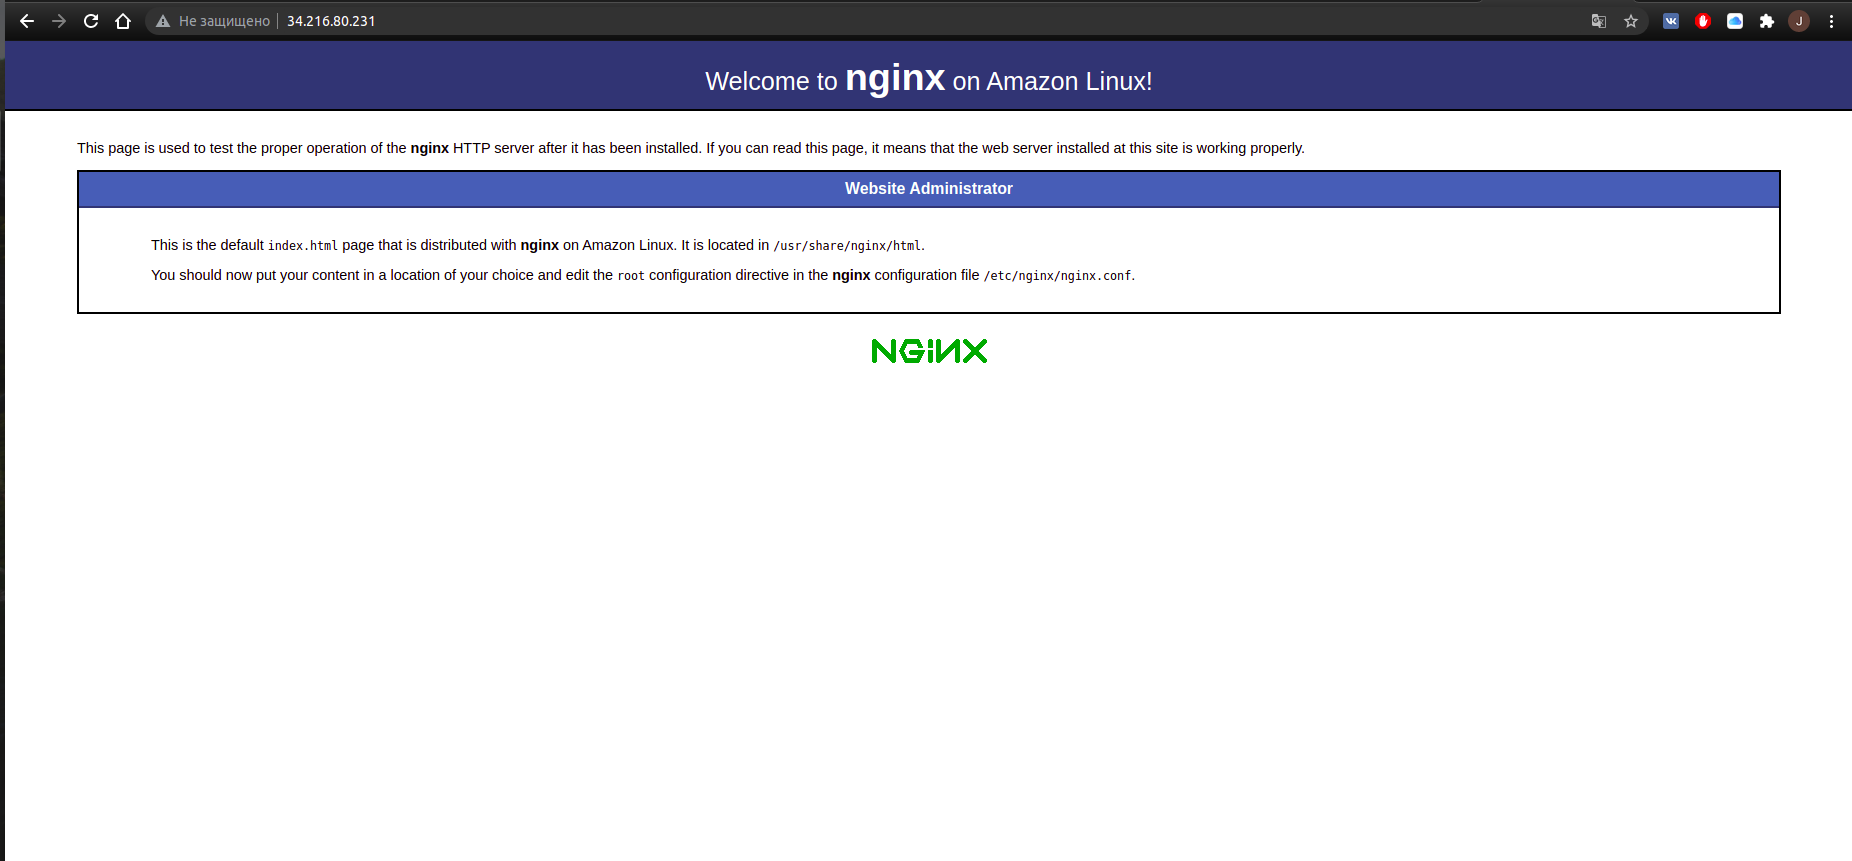 Не защищено | 34.216.80.231
J
Welcome to nginx on Amazon Linux!
This page is used to test the proper operation of the nginx HTTP server after it has been installed. If you can read this page, it means that the web server installed at this site is working properly.
Website Administrator
This is the default index.html page that is distributed with nginx on Amazon Linux. It is located in /usr/share/nginx/html.
You should now put your content in a location of your choice and edit the root configuration directive in the nginx configuration file /etc/nginx/nginx.conf.
NGiNX